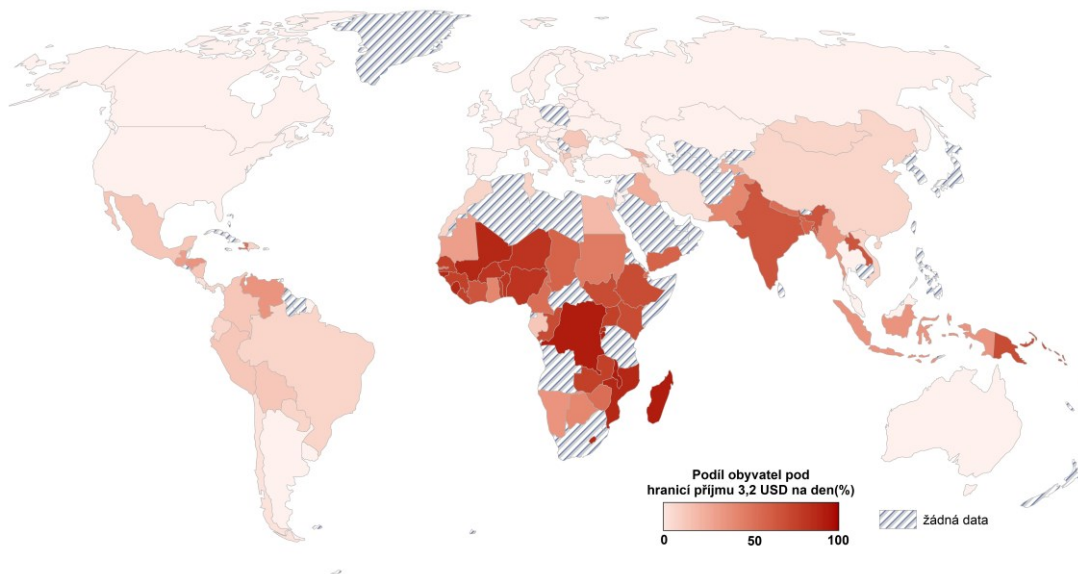 Podíl obyvatel pod
hranicí příjmu 3,2 USD na den(%)
0 50 100
žádná data